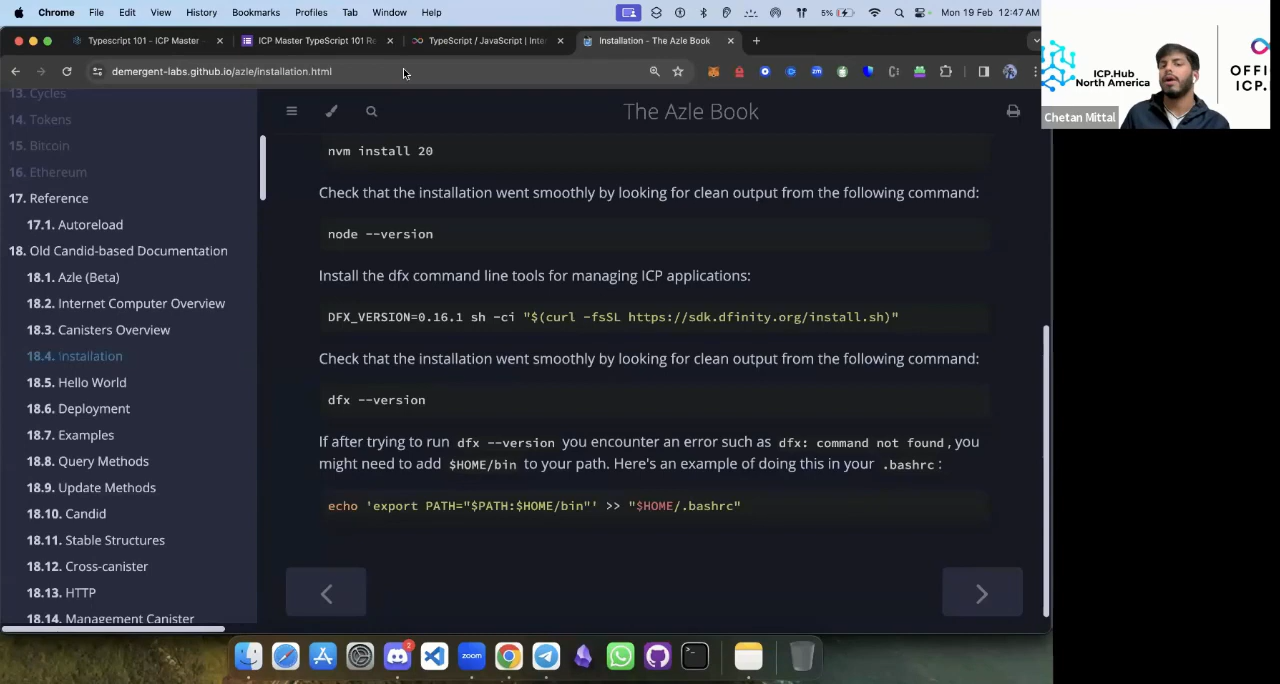 Chrome File Edit View History Bookmarks Profiles Tab Window Help
5% Mon 19 Feb 12:47 AM
Typescript 101 - ICP Master
ICP Master TypeScript 101 Re
TypeScript / JavaScript | Inter
Installation - The Azle Book
demergent-labs.github.io/azle/installation.html
ICP.Hub
North America
OFFI
ICP.
Chetan Mittal
13. Cycles
14. Tokens
15. Bitcoin
16. Ethereum
17. Reference
17.1. Autoreload
18. Old Candid-based Documentation
18.1. Azle (Beta)
18.2. Internet Computer Overview
18.3. Canisters Overview
18.4. Installation
18.5. Hello World
18.6. Deployment
18.7. Examples
18.8. Query Methods
18.9. Update Methods
18.10. Candid
18.11. Stable Structures
18.12. Cross-canister
18.13. HTTP
18.14. Management Canister
The Azle Book
nvm install 20
Check that the installation went smoothly by looking for clean output from the following command:
node --version
Install the dfx command line tools for managing ICP applications:
DFX_VERSION=0.16.1 sh -ci "$(curl -fsSL https://sdk.dfinity.org/install.sh)"
Check that the installation went smoothly by looking for clean output from the following command:
dfx --version
If after trying to run dfx --version you encounter an error such as dfx: command not found, you
might need to add $HOME/bin to your path. Here's an example of doing this in your .bashrc:
echo 'export PATH="$PATH:$HOME/bin"' >> "$HOME/.bashrc"
2
zoom